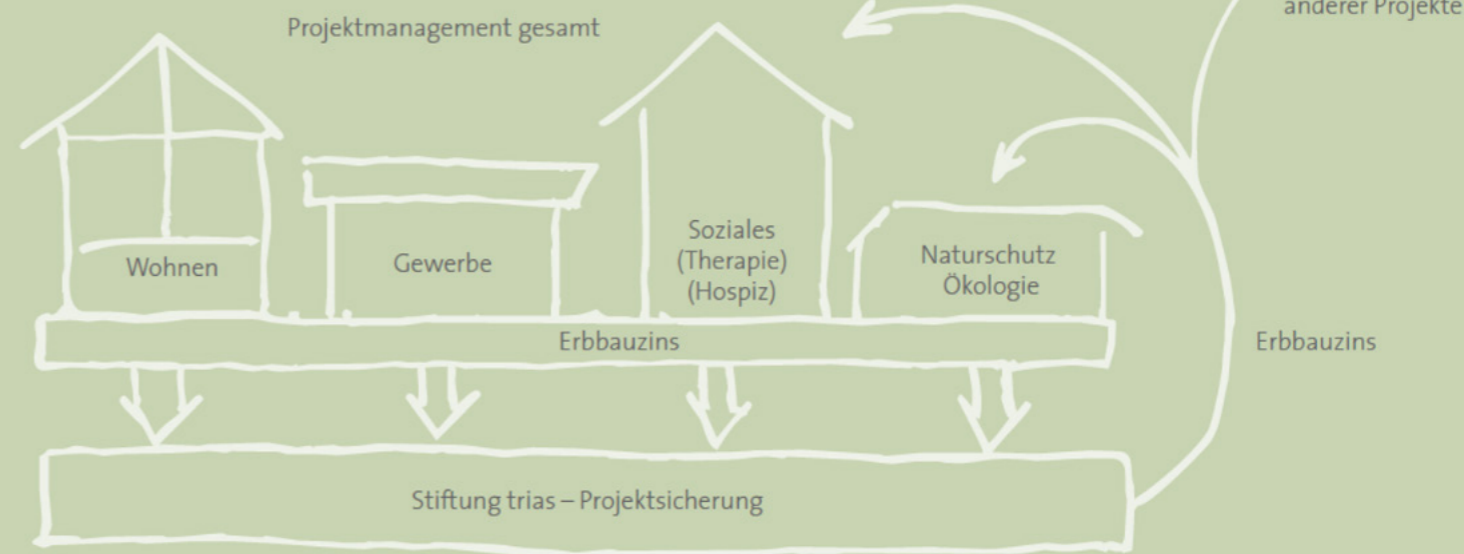 anderer Projekte
Projektmanagement gesamt
Wohnen
Gewerbe
Soziales
(Therapie)
(Hospiz)
Naturschutz
Ökologie
Erbbauzins
Erbbauzins
Stiftung trias – Projektsicherung